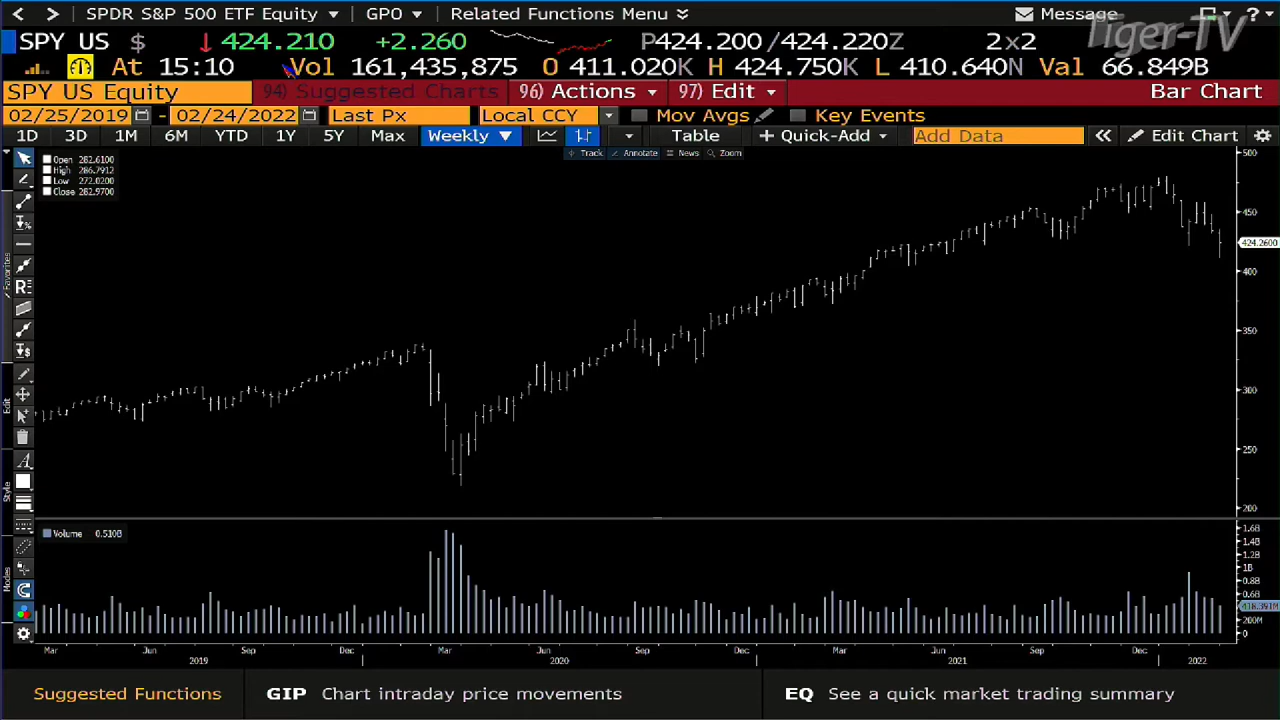 SPDR S&P 500 ETF Equity GPO Related Functions Menu Message ?
Tiger-TV
SPY US $ 424.210 +2.260 P424.200/424.220Z 2x2
At 15:10 Vol 161,435,875 O 411.020K H 424.750K L 410.640N Val 66.849B
SPY US Equity 94) Suggested Charts 96) Actions 97) Edit Bar Chart
02/25/2019 - 02/24/2022 Last Px Local CCY Mov Avgs Key Events
1D 3D 1M 6M YTD 1Y 5Y Max Weekly Table + Quick-Add Add Data Edit Chart
Track Annotate News Zoom
Open 282.6100
High 286.7912
Low 272.0200
Close 282.9700
Favorites
Edit
Style
Modes
500
450
424.2600
400
350
300
250
200
Volume 0.510B
1.6B
1.4B
1.2B
1B
0.8B
0.6B
418.391M
200M
0
Mar Jun Sep Dec Mar Jun Sep Dec Mar Jun Sep Dec
2019 2020 2021 2022
Suggested Functions GIP Chart intraday price movements EQ See a quick market trading summary